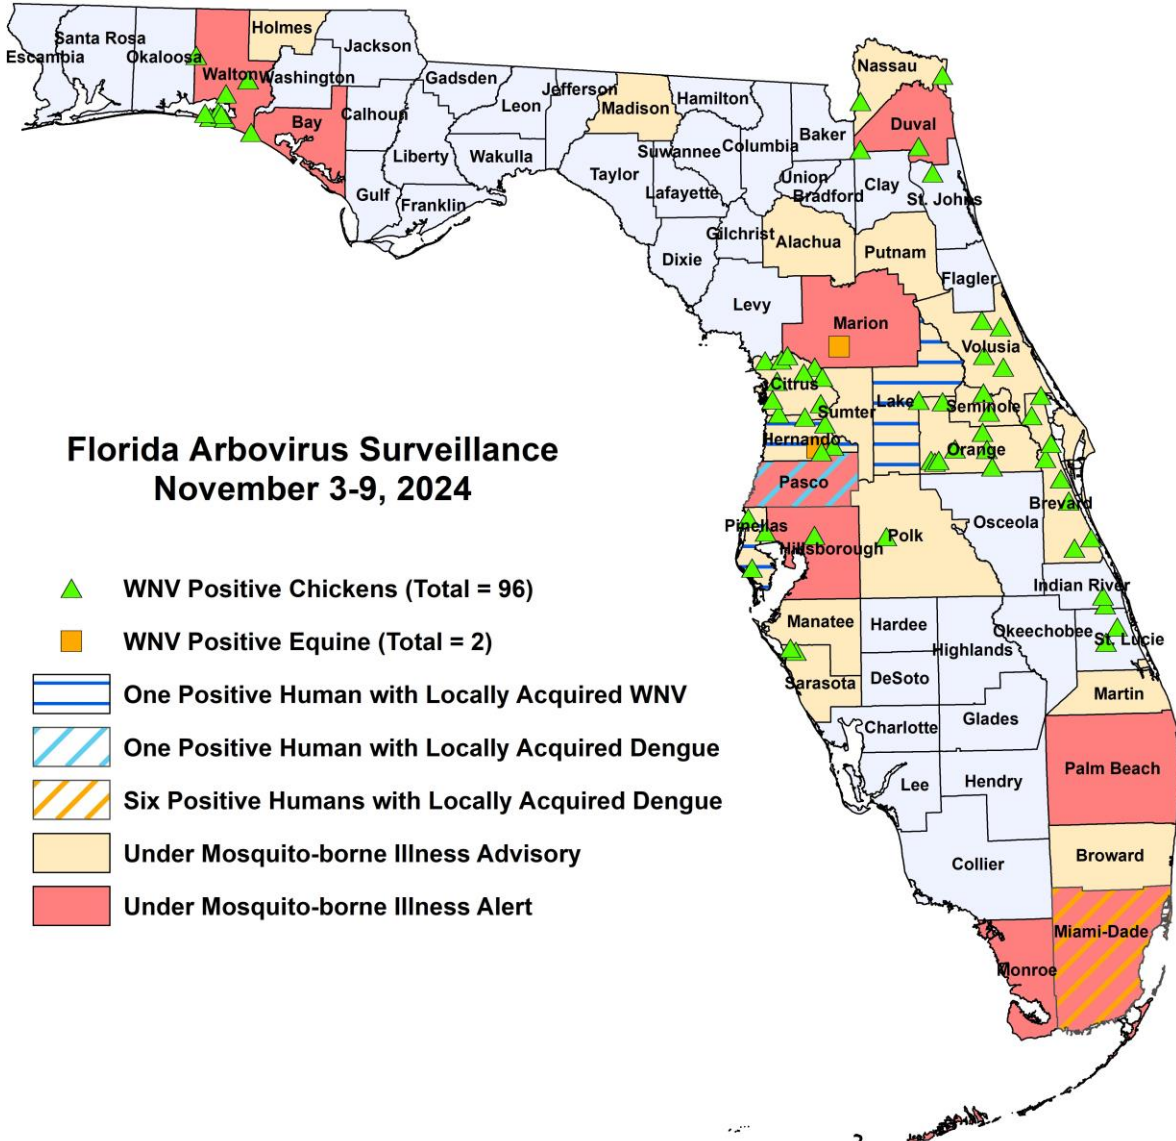 Holmes
Santa Rosa
Jackson
Escambia
Okaloosa
Walton
Washington
Gadsden
Jefferson
Leon
Madison
Hamilton
Nassau
Bay
Calhoun
Duval
Baker
Columbia
Suwannee
Liberty
Wakulla
Taylor
Lafayette
Union
Bradford
Clay
St. Johns
Gulf
Franklin
Gilchrist
Alachua
Putnam
Dixie
Flagler
Levy
Marion
Volusia
Citrus
Lake
Sumter
Seminole
Hernando
Orange
Florida Arbovirus Surveillance
November 3-9, 2024
Pasco
Brevard
Osceola
Pinellas
Hillsborough
Polk
Indian River
WNV Positive Chickens (Total = 96)
WNV Positive Equine (Total = 2)
Manatee
Hardee
Okeechobee
St. Lucie
Highlands
Sarasota
DeSoto
Martin
One Positive Human with Locally Acquired WNV
Charlotte
Glades
One Positive Human with Locally Acquired Dengue
Palm Beach
Lee
Hendry
Six Positive Humans with Locally Acquired Dengue
Under Mosquito-borne Illness Advisory
Broward
Collier
Under Mosquito-borne Illness Alert
Miami-Dade
Monroe